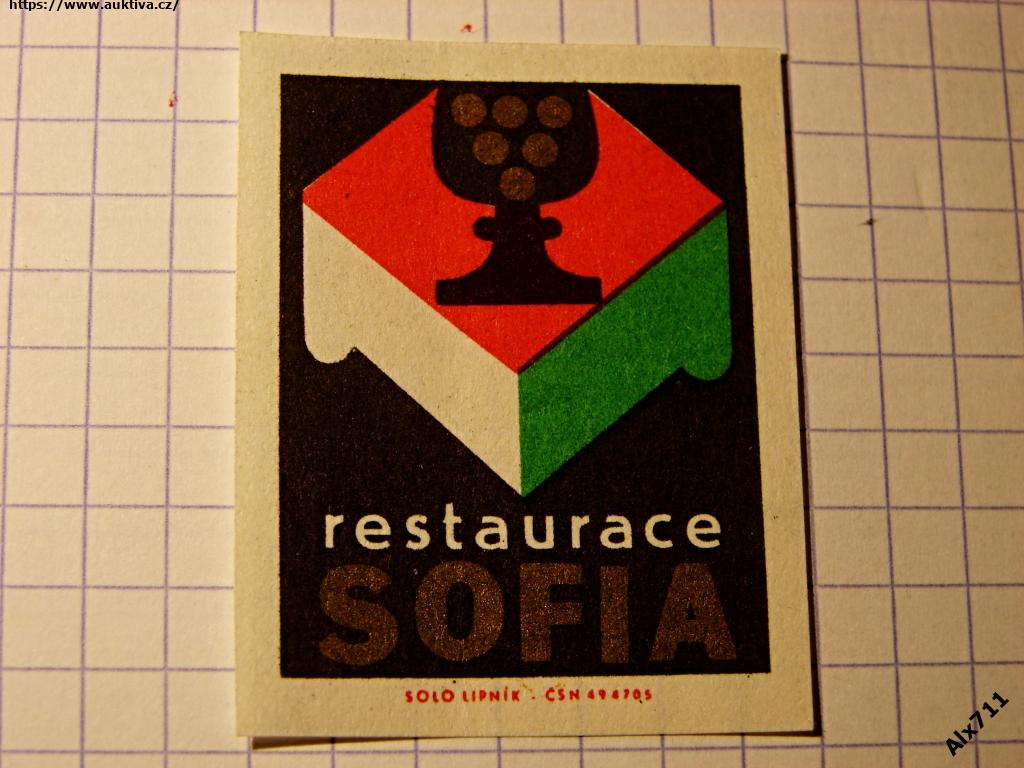 https://www.auktiva.cz/
restaurace
SOFIA
SOLO LIPNÍK - ČSN 494705
Alx711